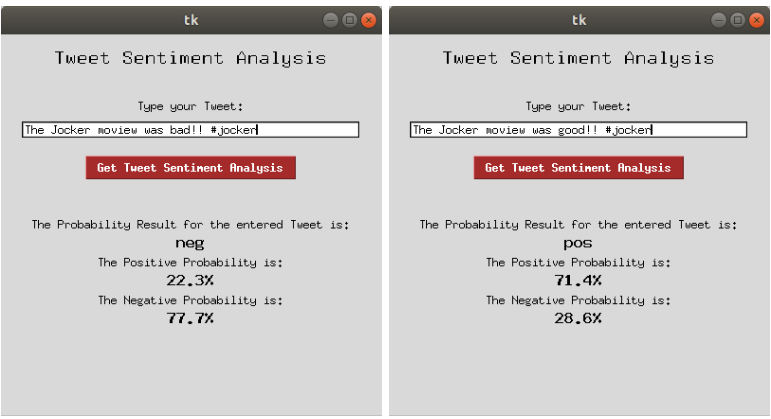 tk
Tweet Sentiment Analysis
Type your Tweet:
The Jocker moview was bad!! #jocker
Get Tweet Sentiment Analysis
The Probability Result for the entered Tweet is:
neg
The Positive Probability is:
22.3%
The Negative Probability is:
77.7%
tk
Tweet Sentiment Analysis
Type your Tweet:
The Jocker moview was good!! #jocker
Get Tweet Sentiment Analysis
The Probability Result for the entered Tweet is:
pos
The Positive Probability is:
71.4%
The Negative Probability is:
28.6%